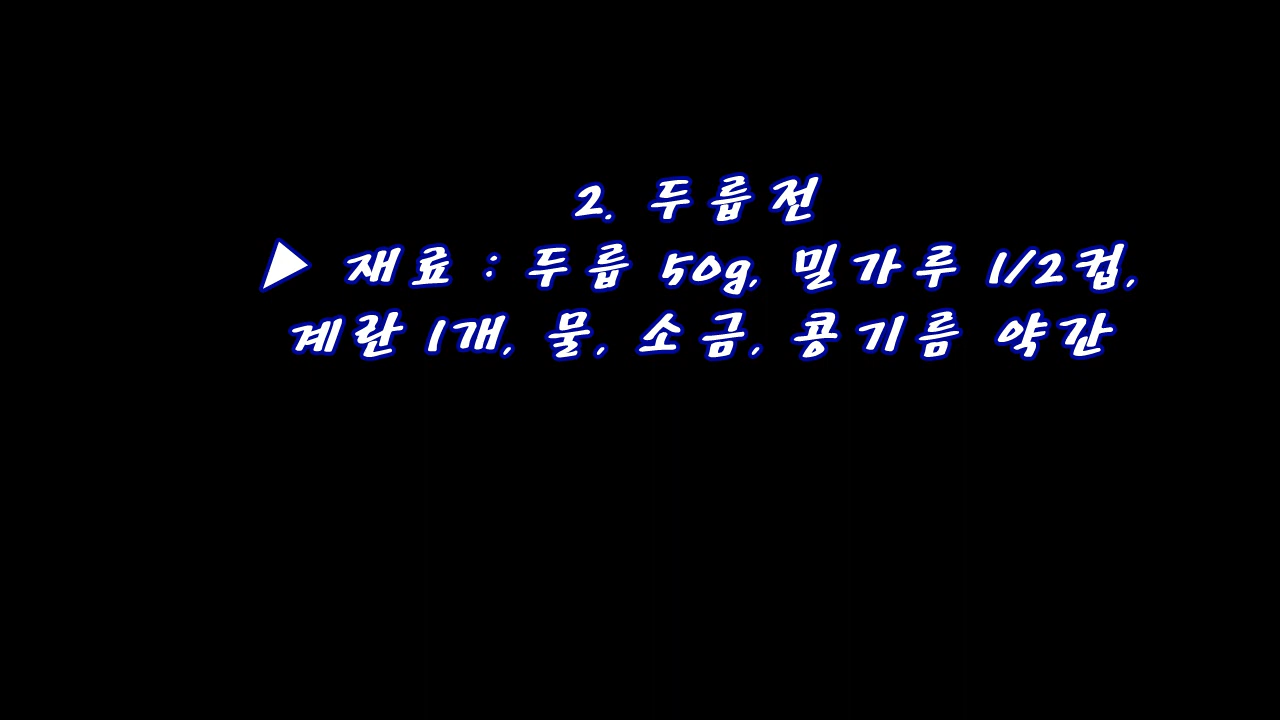 2. 두릅전
▶ 재료 : 두릅 50g, 밀가루 1/2컵,
계란 1개, 물, 소금, 콩기름 약간